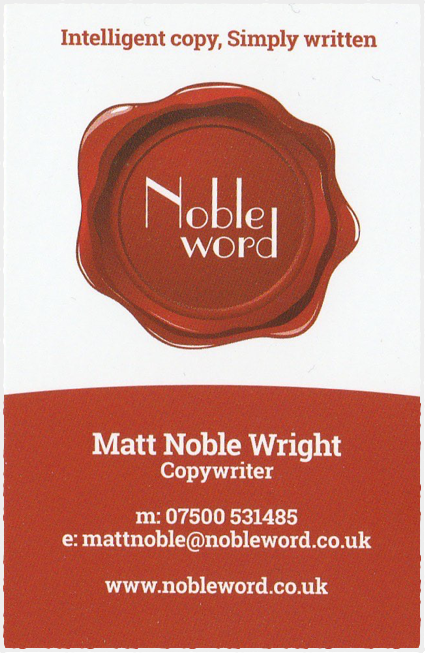 Intelligent copy, Simply written
Noble
word
Matt Noble Wright
Copywriter
m: 07500 531485
e: mattnoble@nobleword.co.uk
www.nobleword.co.uk